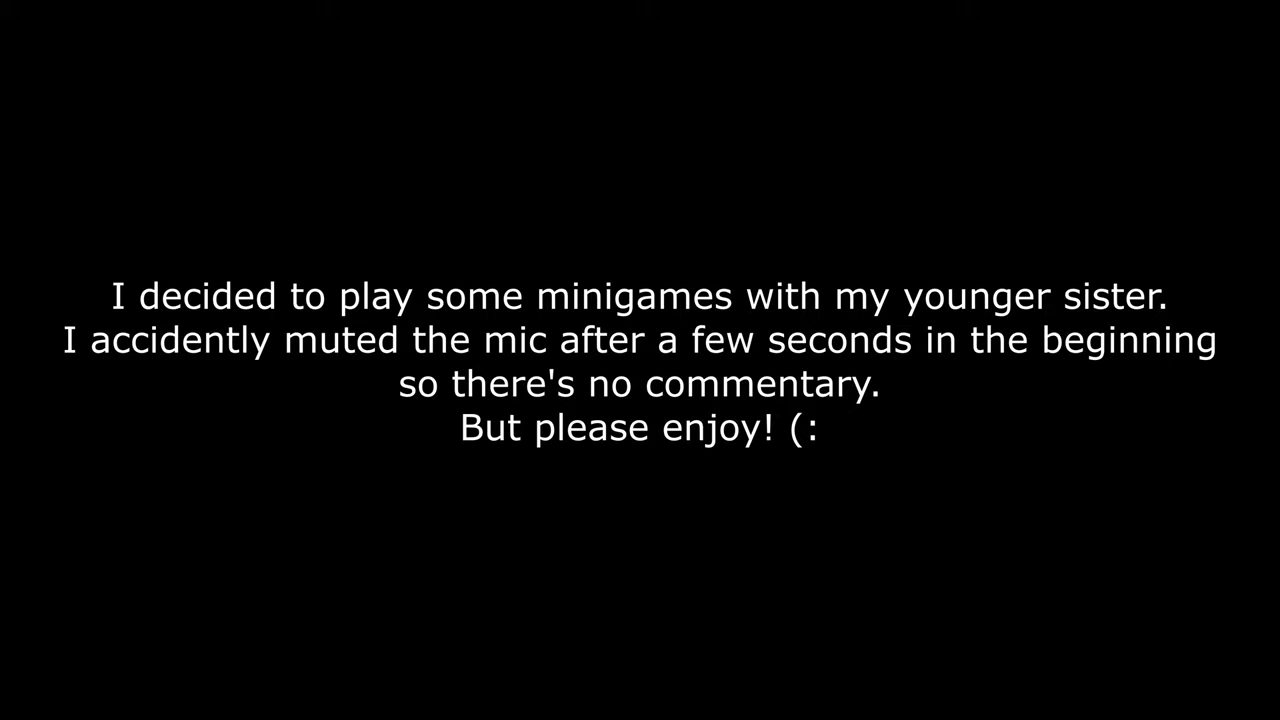 I decided to play some minigames with my younger sister.
I accidently muted the mic after a few seconds in the beginning
so there's no commentary.
But please enjoy! (: